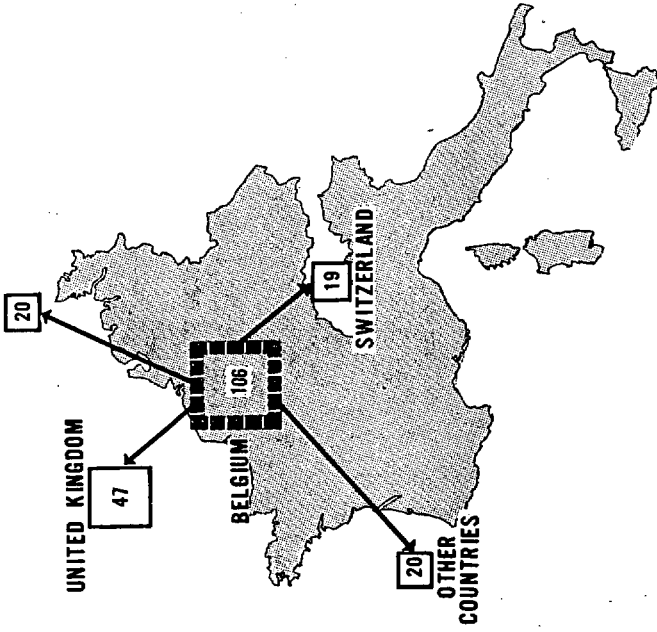 20
UNITED KINGDOM
47
BELGIUM
106
19
SWITZERLAND
20
OTHER
COUNTRIES